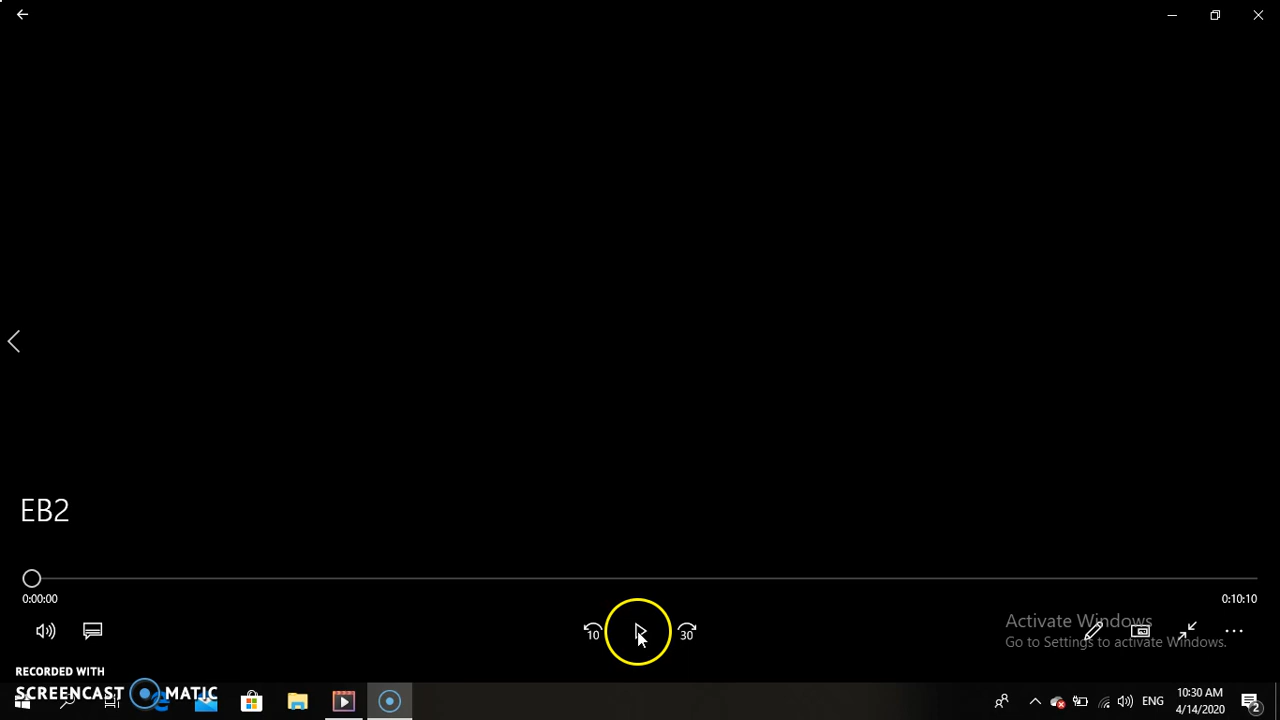 EB2
0:00:00
0:10:10
10
30
Activate Windows
Go to Settings to activate Windows.
RECORDED WITH
SCREENCAST MATIC
ENG
10:30 AM
4/14/2020
2